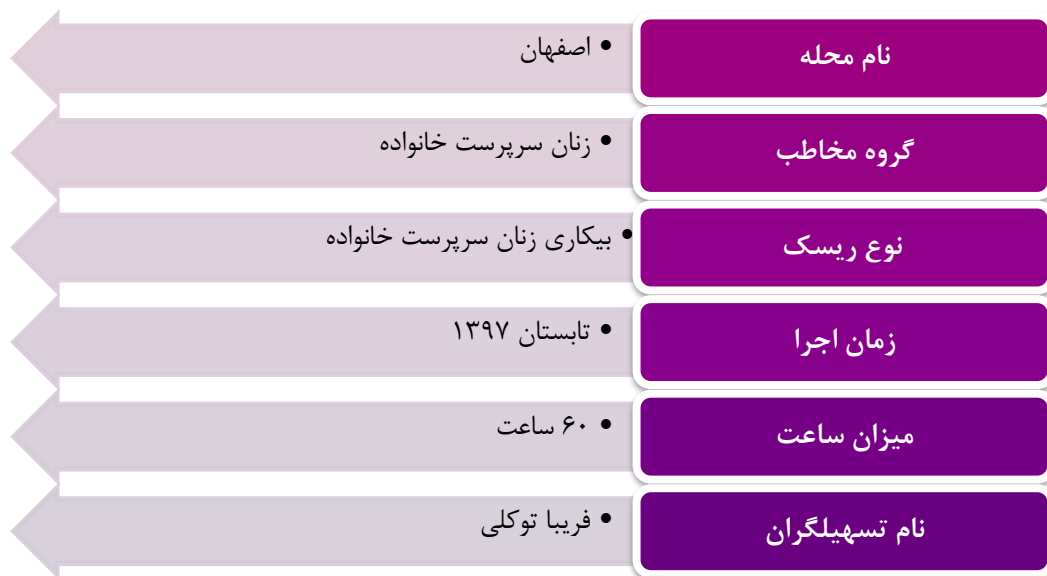 نام محله
• اصفهان
گروه مخاطب
• زنان سرپرست خانواده
نوع ریسک
• بیکاری زنان سرپرست خانواده
زمان اجرا
• تابستان ۱۳۹۷
میزان ساعت
• ۶۰ ساعت
نام تسهیلگران
• فریبا توکلی